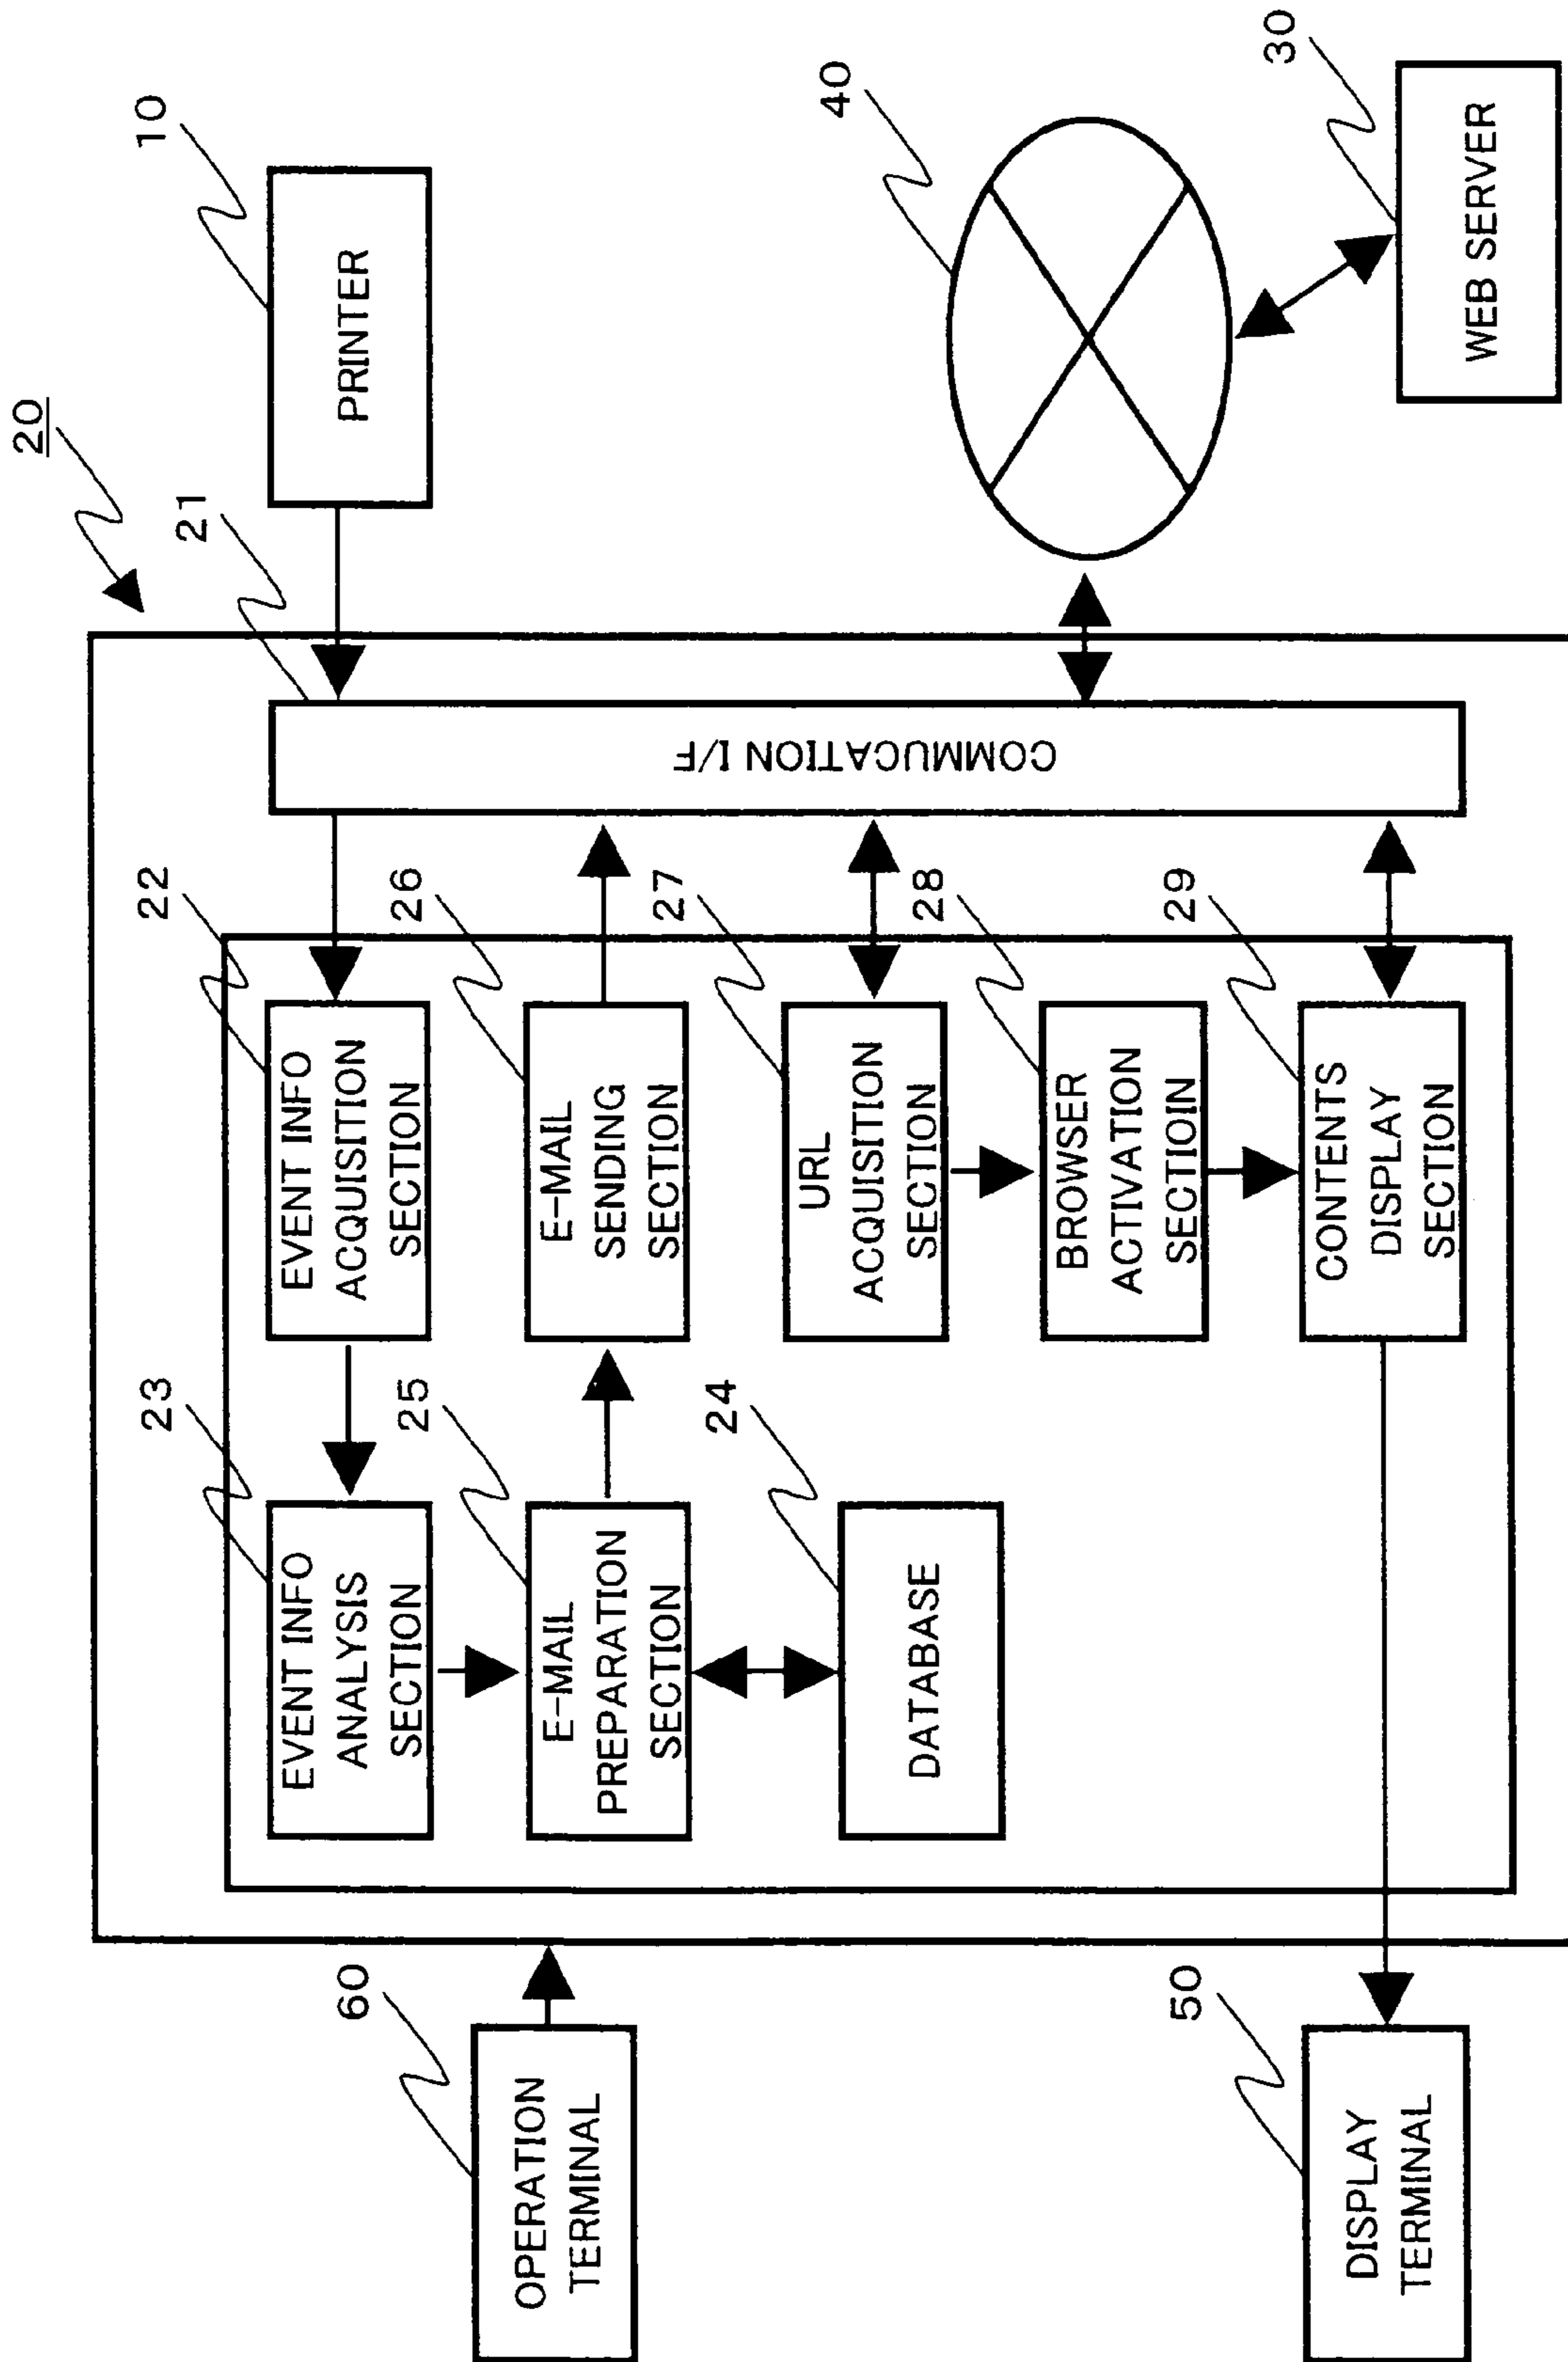 20
10
PRINTER
21
COMMUCATION I/F
40
30
WEB SERVER
22
EVENT INFO
ACQUISITION
SECTION
23
EVENT INFO
ANALYSIS
SECTION
26
E-MAIL
SENDING
SECTION
25
E-MAIL
PREPARATION
SECTION
24
DATABASE
27
URL
ACQUISITION
SECTION
28
BROWSER
ACTIVATION
SECTIOIN
29
CONTENTS
DISPLAY
SECTION
60
OPERATION
TERMINAL
50
DISPLAY
TERMINAL